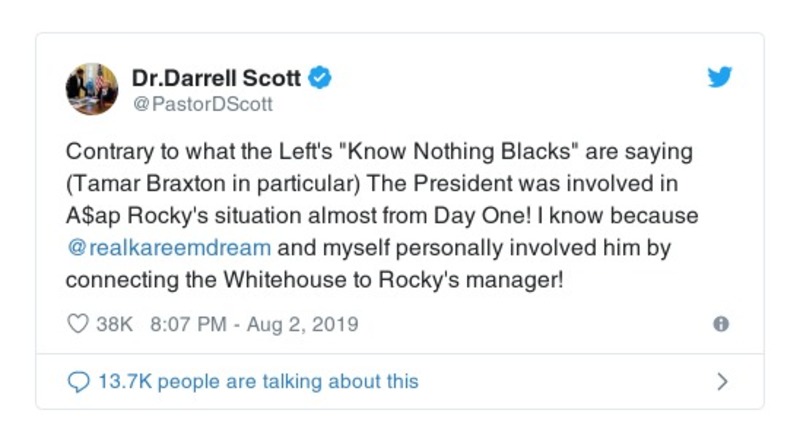 Dr.Darrell Scott
@PastorDScott
Contrary to what the Left's "Know Nothing Blacks" are saying
(Tamar Braxton in particular) The President was involved in
A$ap Rocky's situation almost from Day One! I know because
@realkareemdream and myself personally involved him by
connecting the Whitehouse to Rocky's manager!
38K 8:07 PM - Aug 2, 2019
13.7K people are talking about this